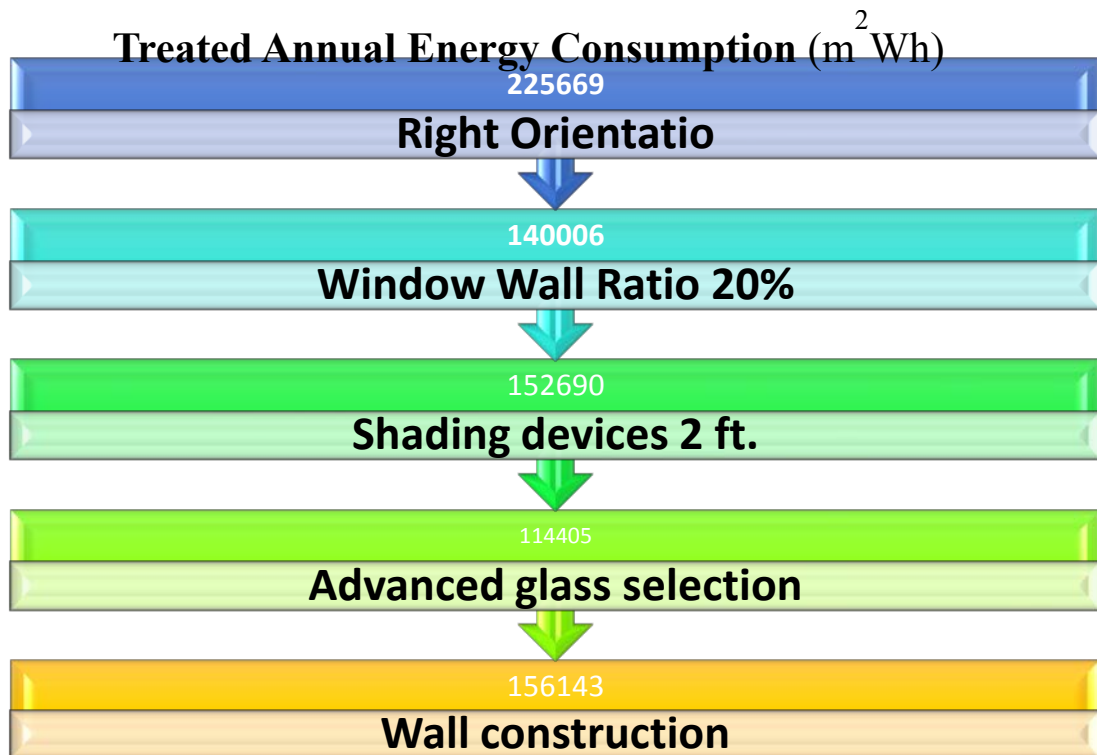 Treated Annual Energy Consumption (m²Wh)
225669
Right Orientatio
140006
Window Wall Ratio 20%
152690
Shading devices 2 ft.
114405
Advanced glass selection
156143
Wall construction